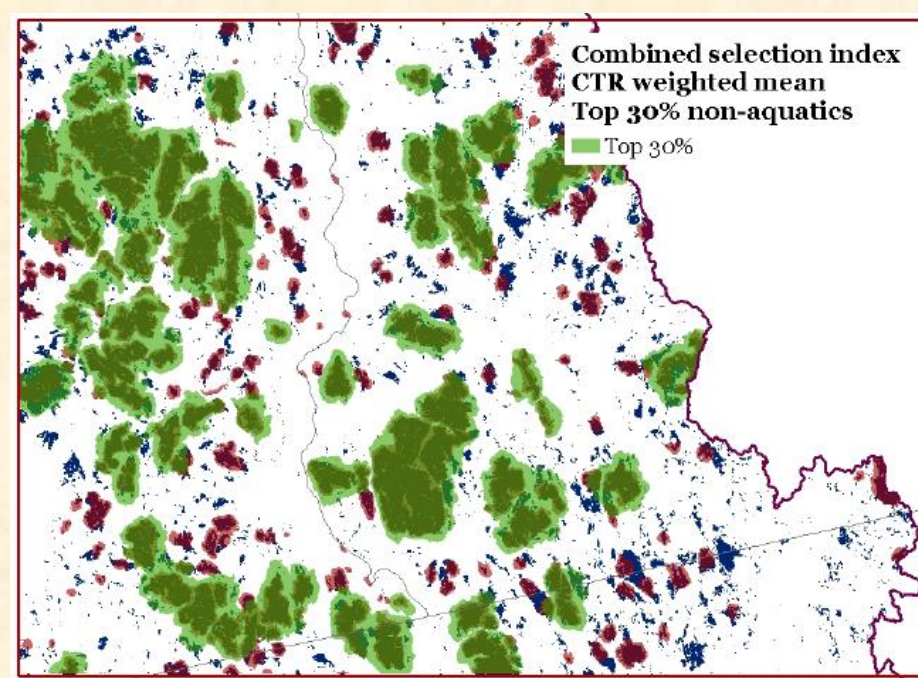 Combined selection index
CTR weighted mean
Top 30% non-aquatics
Top 30%